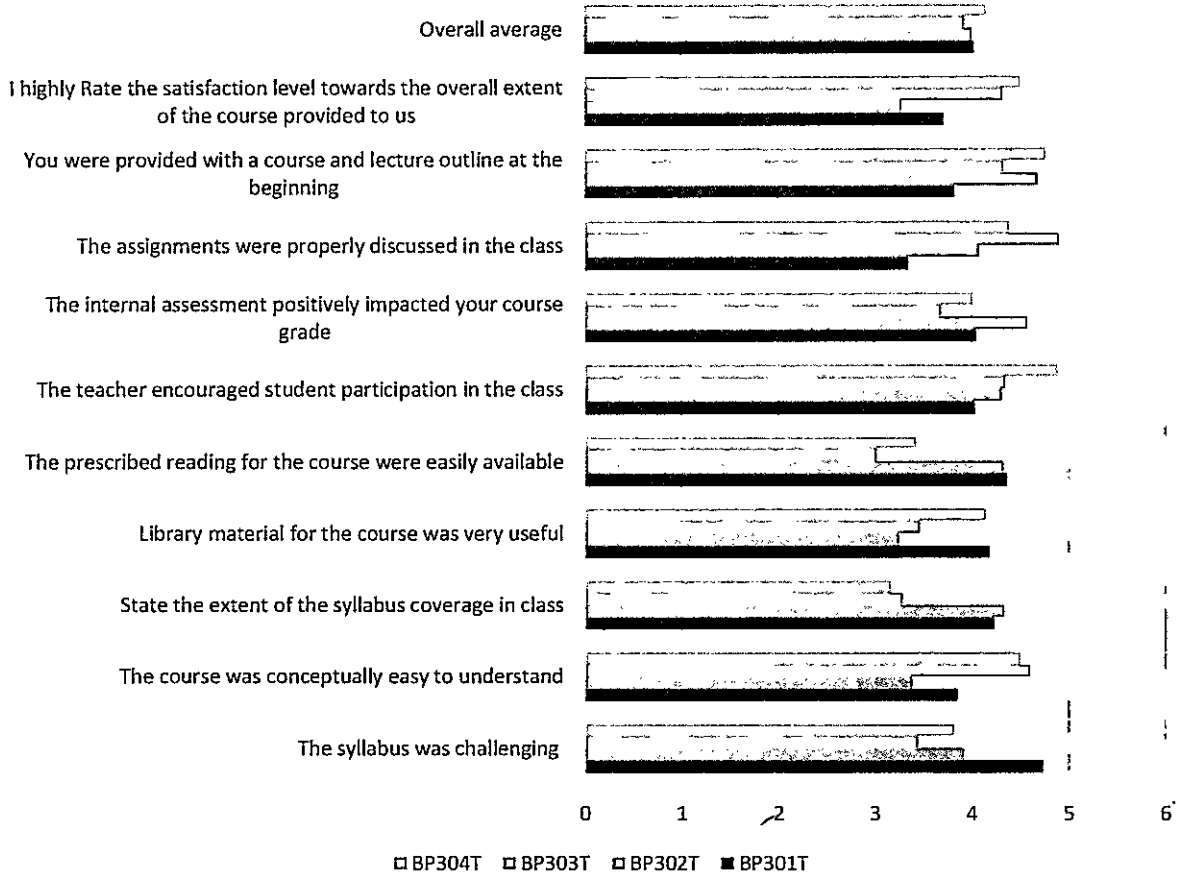 Overall average
I highly Rate the satisfaction level towards the overall extent
of the course provided to us
You were provided with a course and lecture outline at the
beginning
The assignments were properly discussed in the class
The internal assessment positively impacted your course
grade
The teacher encouraged student participation in the class
The prescribed reading for the course were easily available
Library material for the course was very useful
State the extent of the syllabus coverage in class
The course was conceptually easy to understand
The syllabus was challenging
0 1 2 3 4 5 6
BP304T BP303T BP302T BP301T